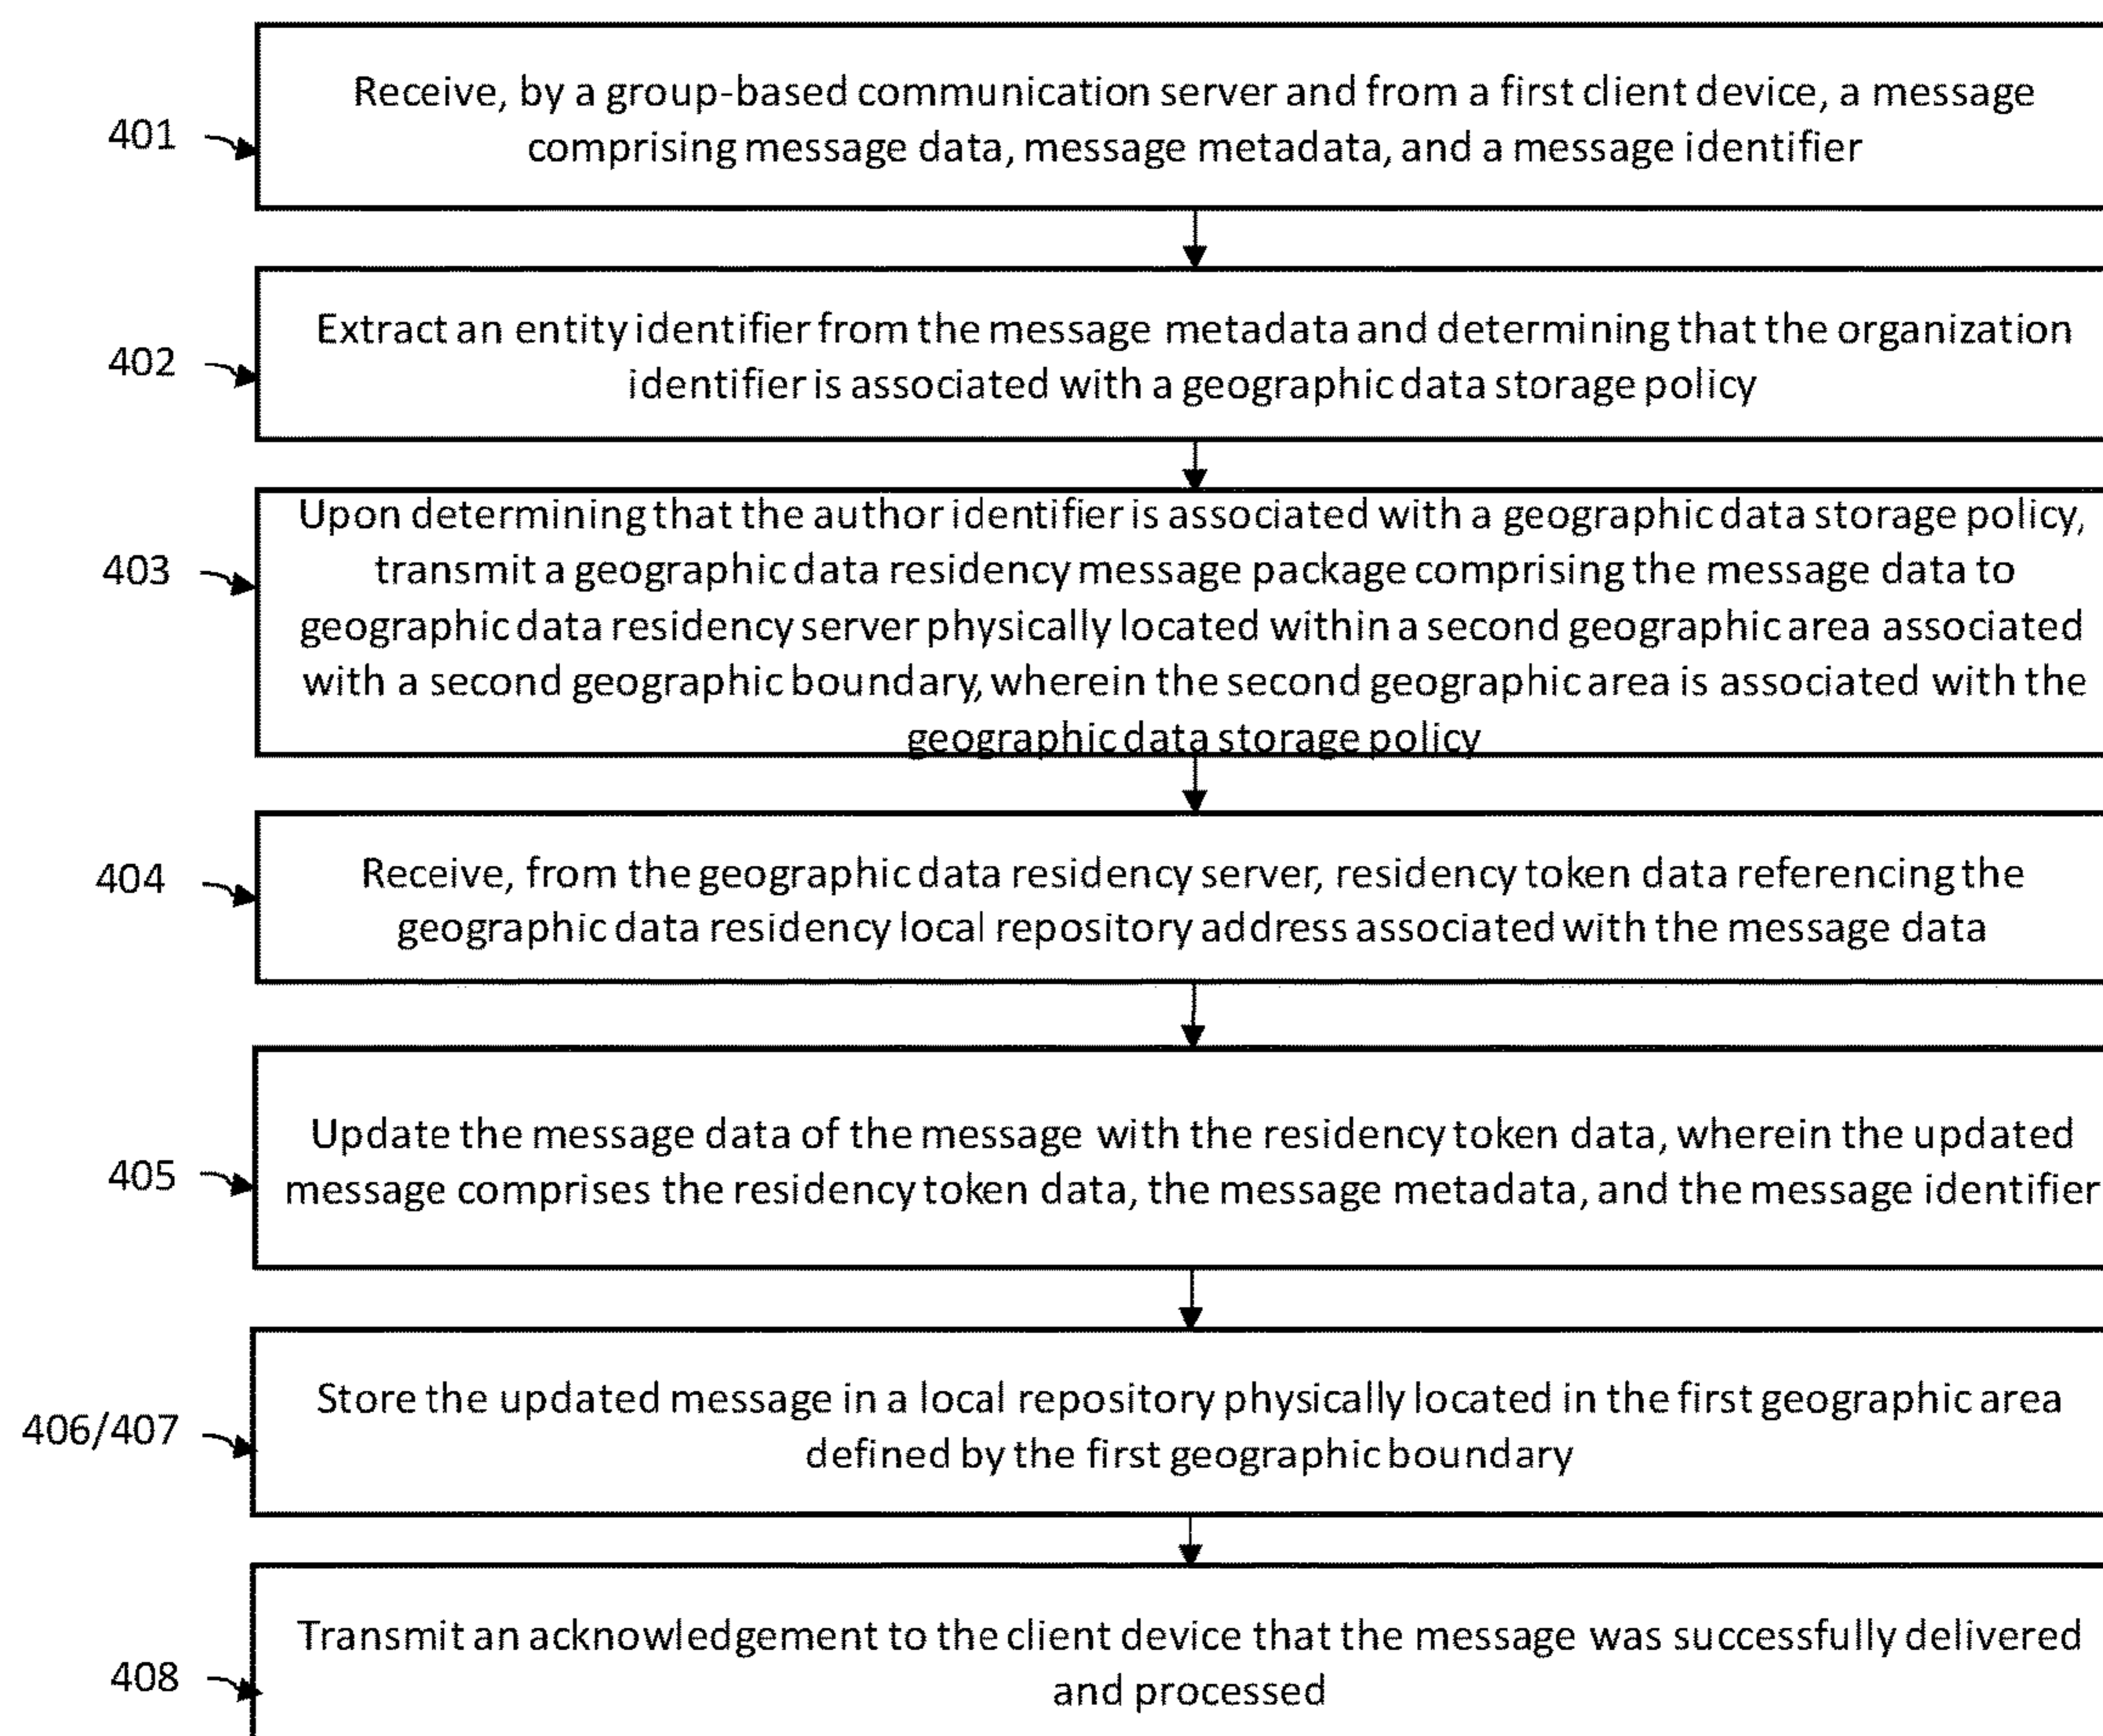 401
Receive, by a group-based communication server and from a first client device, a message
comprising message data, message metadata, and a message identifier
402
Extract an entity identifier from the message metadata and determining that the organization
identifier is associated with a geographic data storage policy
403
Upon determining that the author identifier is associated with a geographic data storage policy,
transmit a geographic data residency message package comprising the message data to
geographic data residency server physically located within a second geographic area associated
with a second geographic boundary, wherein the second geographic area is associated with the
geographic data storage policy
404
Receive, from the geographic data residency server, residency token data referencing the
geographic data residency local repository address associated with the message data
405
Update the message data of the message with the residency token data, wherein the updated
message comprises the residency token data, the message metadata, and the message identifier
406/407
Store the updated message in a local repository physically located in the first geographic area
defined by the first geographic boundary
408
Transmit an acknowledgement to the client device that the message was successfully delivered
and processed